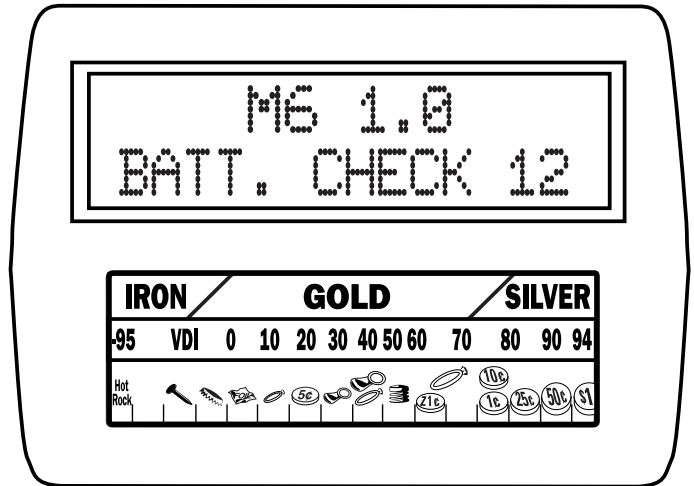 M6 1.0
BATT. CHECK 12
IRON GOLD SILVER
-95 VDI 0 10 20 30 40 50 60 70 80 90 94
Hot 5¢ 10¢
Rock Z1¢ 1¢ 25¢ 50¢ $1